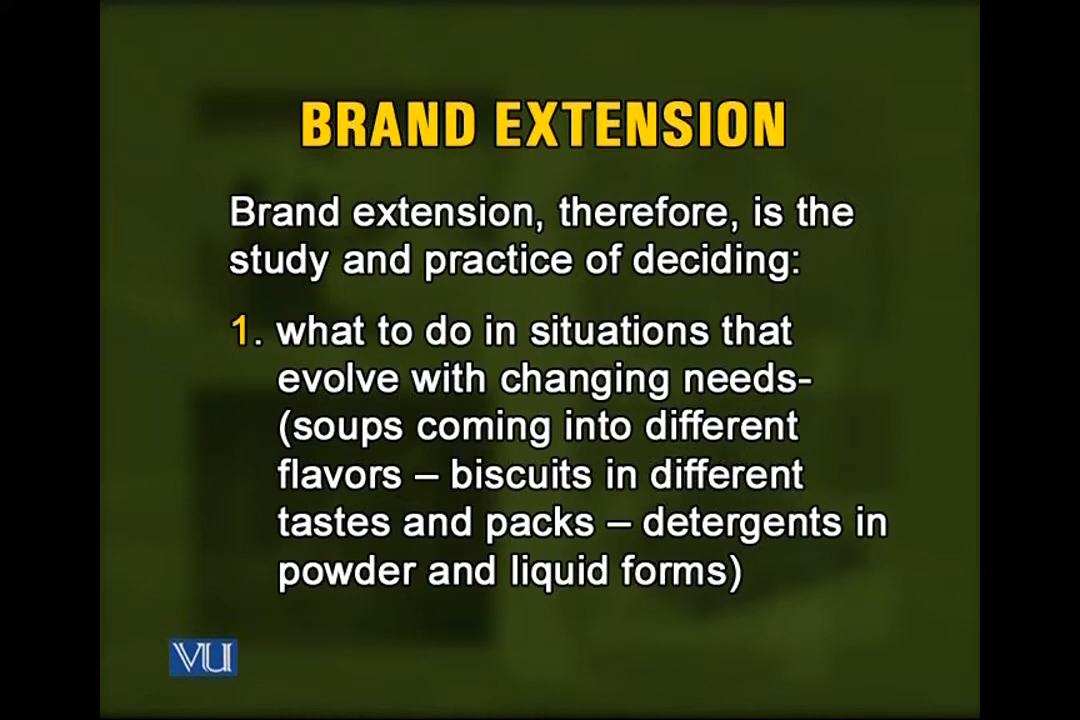 BRAND EXTENSION
Brand extension, therefore, is the
study and practice of deciding:
1. what to do in situations that
evolve with changing needs-
(soups coming into different
flavors – biscuits in different
tastes and packs – detergents in
powder and liquid forms)
VU